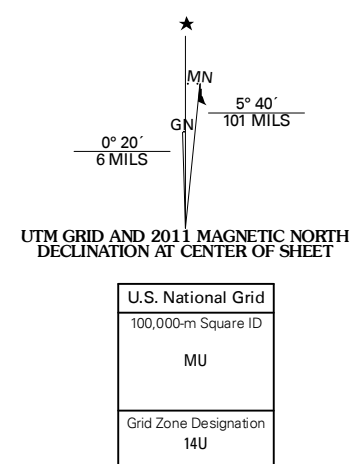 MN
GN
5° 40´
101 MILS
0° 20´
6 MILS
UTM GRID AND 2011 MAGNETIC NORTH
DECLINATION AT CENTER OF SHEET
U.S. National Grid
100,000-m Square ID
MU
Grid Zone Designation
14U